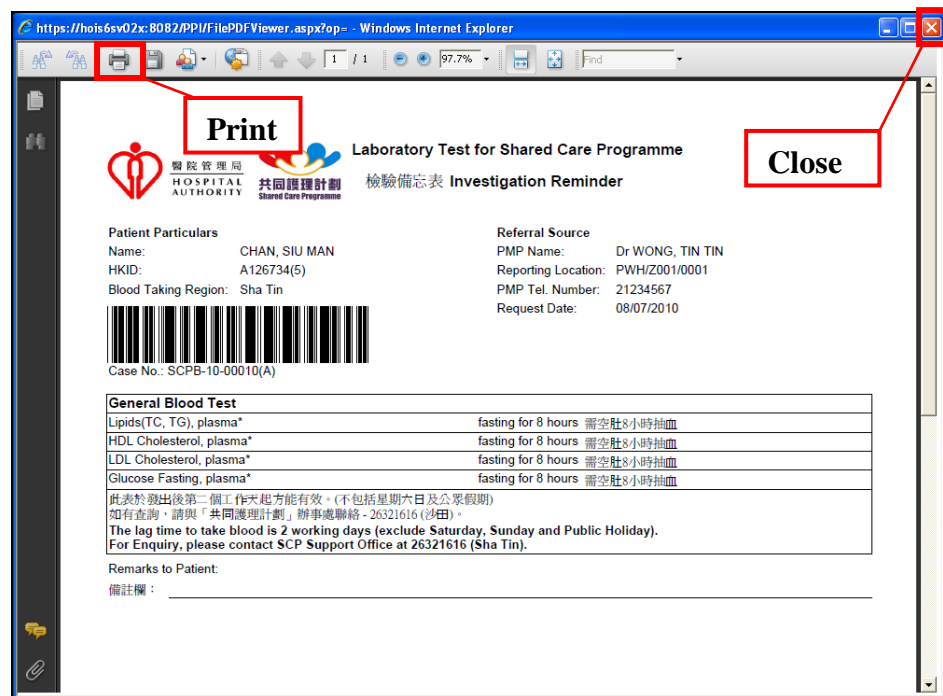 https://hois6sv02x:8082/PPI/FilePDFViewer.aspx?op= - Windows Internet Explorer
1 / 1 97.7% Find
Print
Close
醫院管理局
HOSPITAL
AUTHORITY
共同護理計劃
Shared Care Programme
Laboratory Test for Shared Care Programme
檢驗備忘表 Investigation Reminder
Patient Particulars
Name: CHAN, SIU MAN
HKID: A126734(5)
Blood Taking Region: Sha Tin
Referral Source
PMP Name: Dr WONG, TIN TIN
Reporting Location: PWH/Z001/0001
PMP Tel. Number: 21234567
Request Date: 08/07/2010
Case No.: SCPB-10-00010(A)
General Blood Test
Lipids(TC, TG), plasma* fasting for 8 hours 需空肚8小時抽血
HDL Cholesterol, plasma* fasting for 8 hours 需空肚8小時抽血
LDL Cholesterol, plasma* fasting for 8 hours 需空肚8小時抽血
Glucose Fasting, plasma* fasting for 8 hours 需空肚8小時抽血
此表於發出後第二個工作天起方能有效。(不包括星期六日及公眾假期)
如有查詢，請與「共同護理計劃」辦事處聯絡 - 26321616 (沙田)。
The lag time to take blood is 2 working days (exclude Saturday, Sunday and Public Holiday).
For Enquiry, please contact SCP Support Office at 26321616 (Sha Tin).
Remarks to Patient:
備註欄：